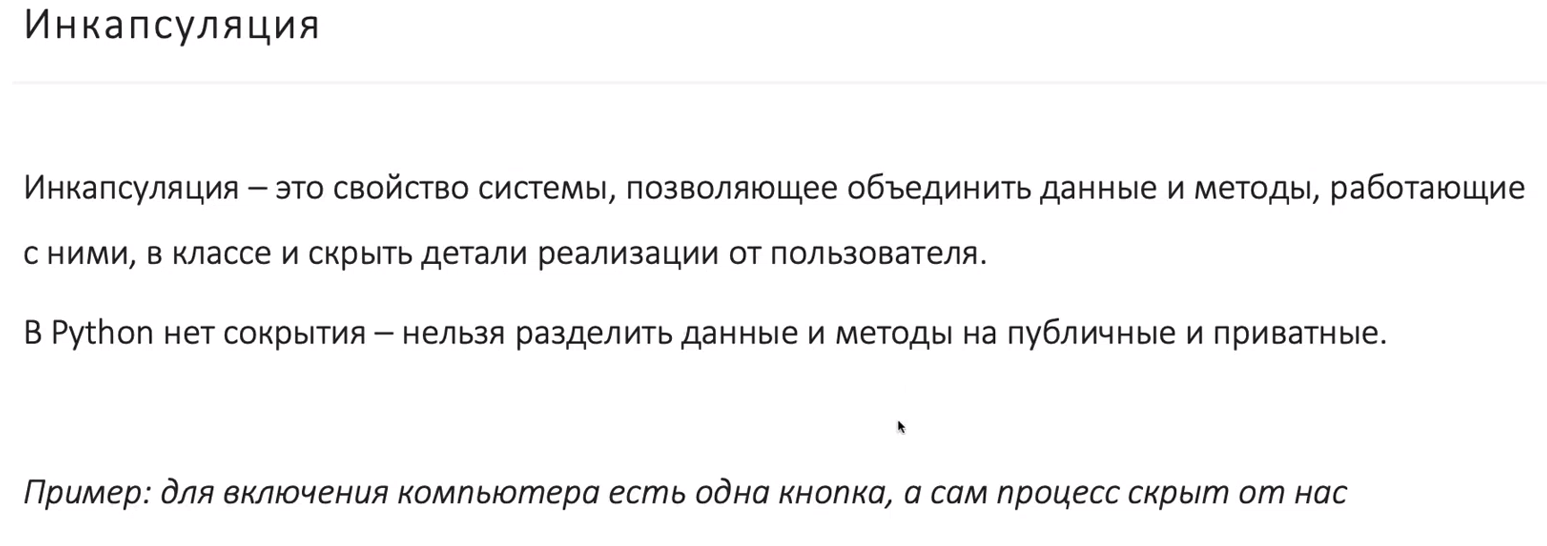 Инкапсуляция
Инкапсуляция – это свойство системы, позволяющее объединить данные и методы, работающие
с ними, в классе и скрыть детали реализации от пользователя.
В Python нет сокрытия – нельзя разделить данные и методы на публичные и приватные.
Пример: для включения компьютера есть одна кнопка, а сам процесс скрыт от нас